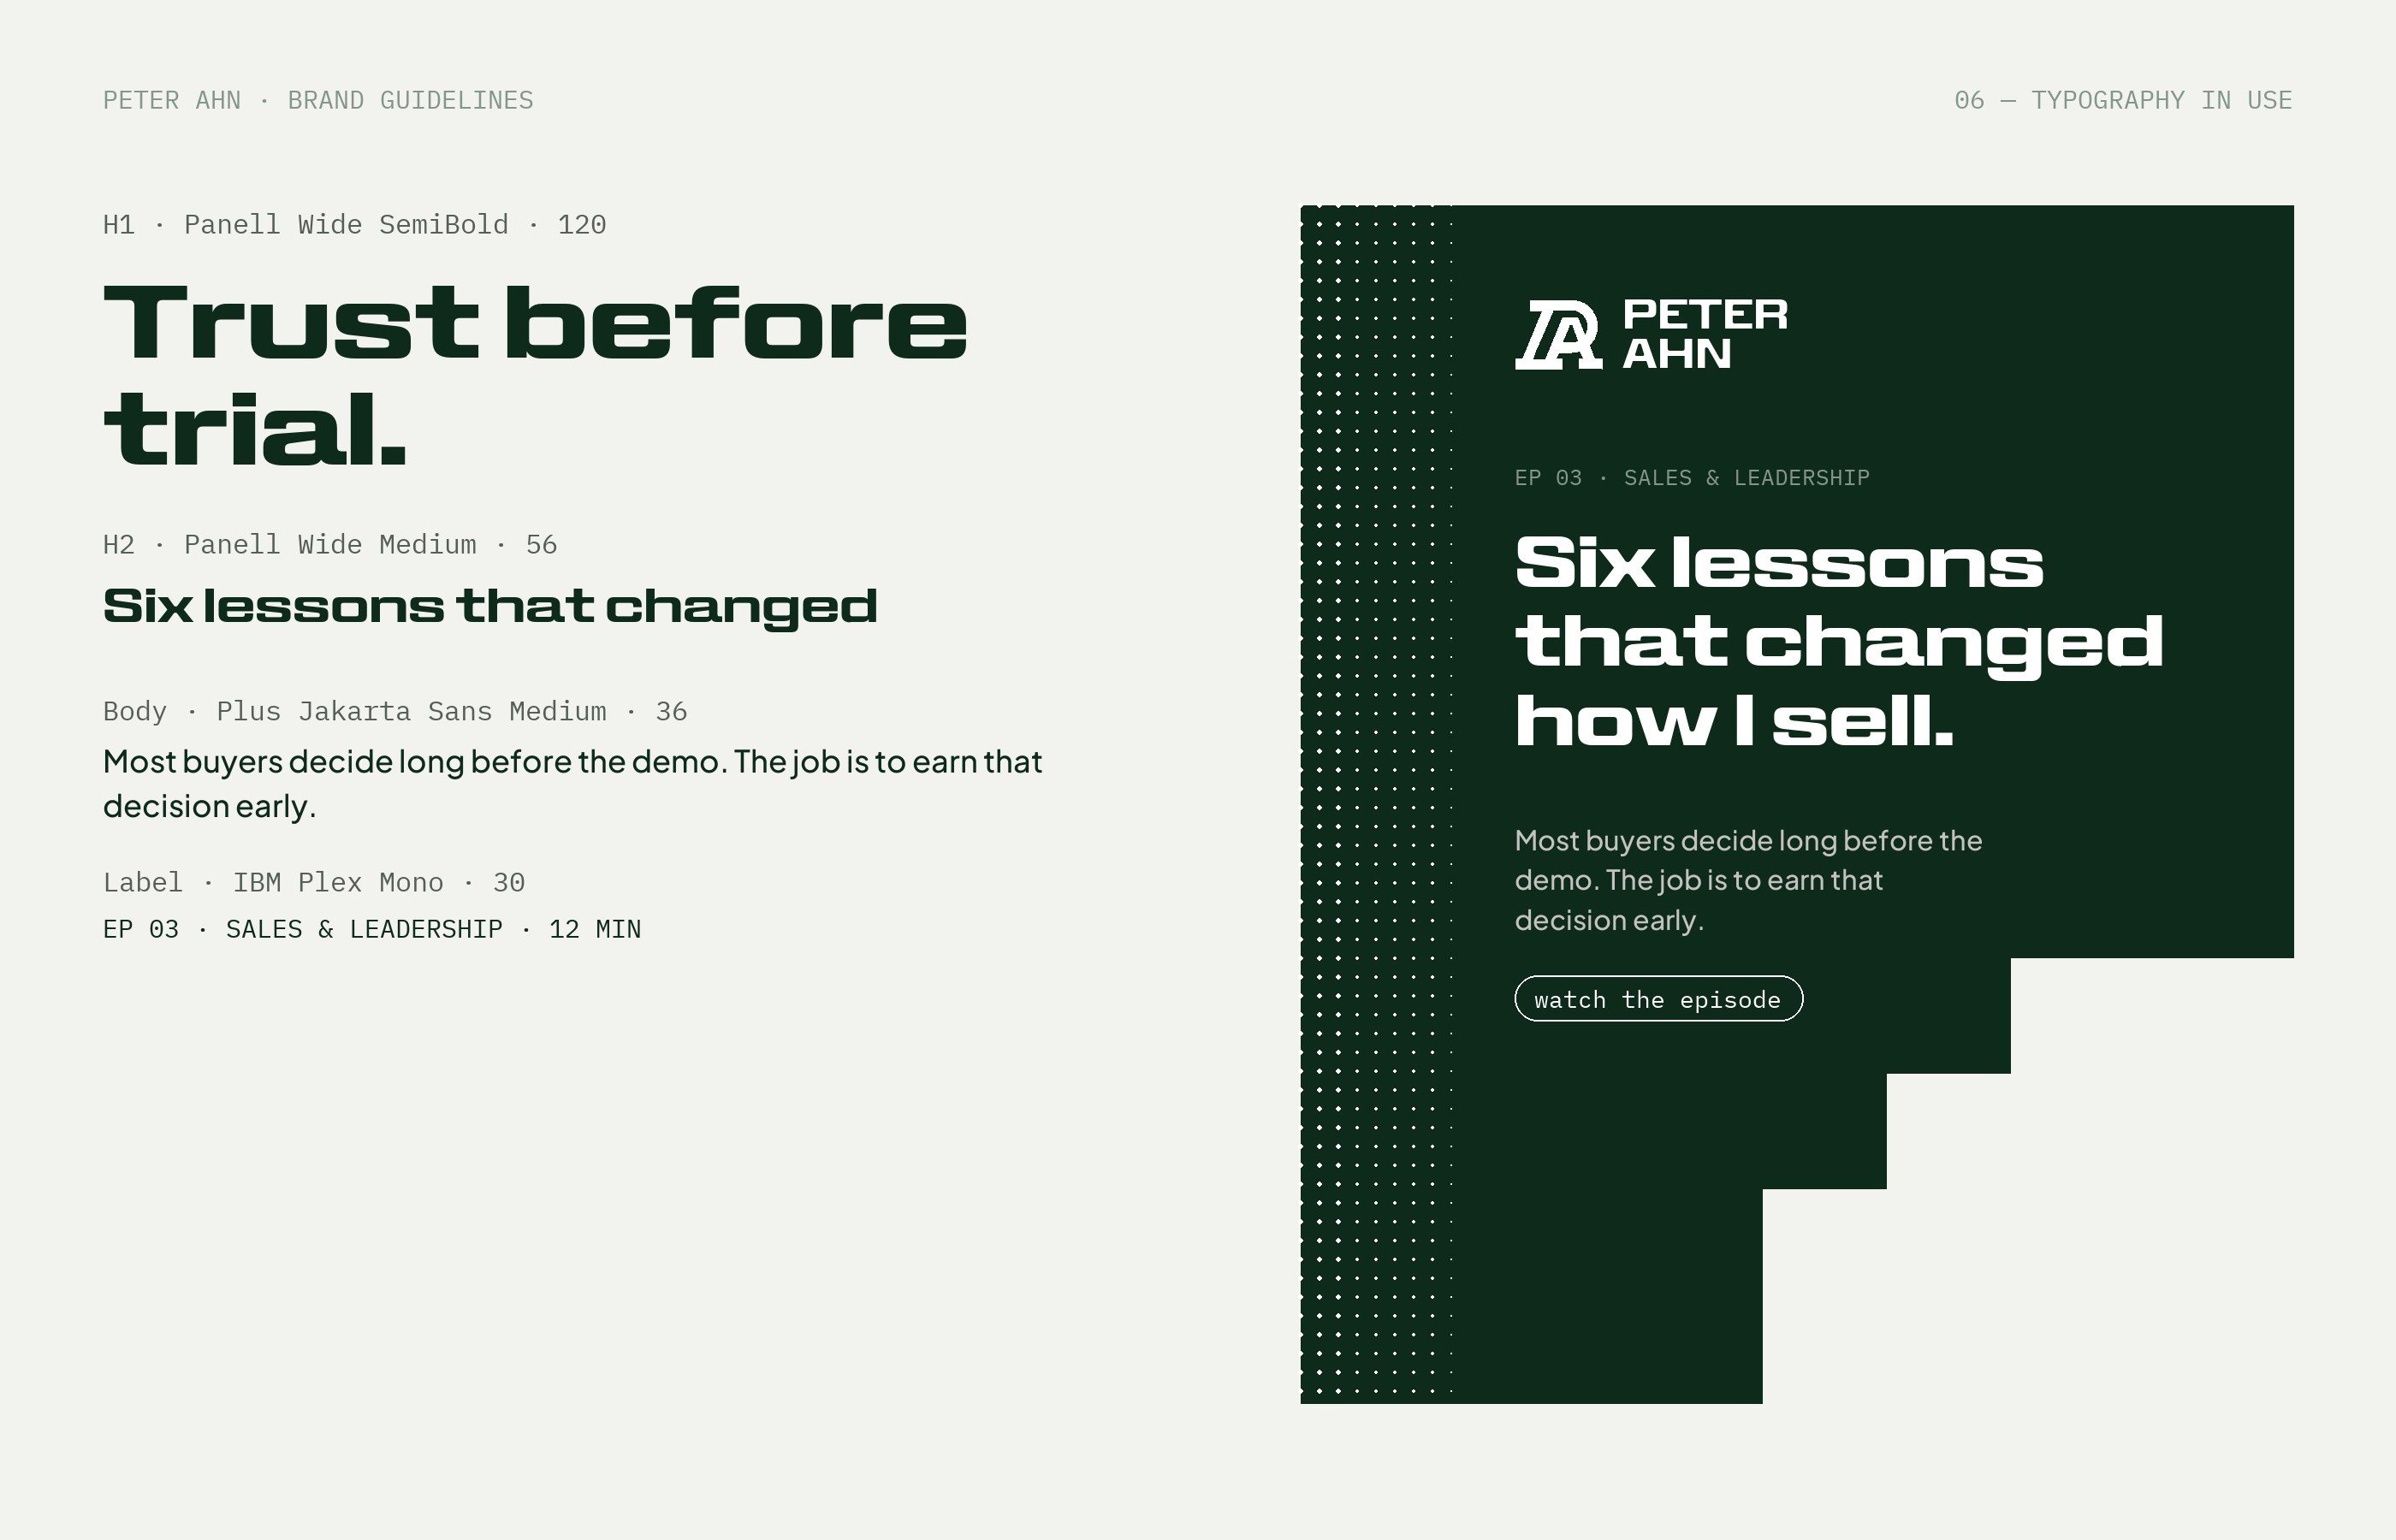 PETER AHN · BRAND GUIDELINES
06 — TYPOGRAPHY IN USE
H1 · Panell Wide SemiBold · 120
Trust before
trial.
H2 · Panell Wide Medium · 56
Six lessons that changed
Body · Plus Jakarta Sans Medium · 36
Most buyers decide long before the demo. The job is to earn that
decision early.
Label · IBM Plex Mono · 30
EP 03 · SALES & LEADERSHIP · 12 MIN
PA
PETER
AHN
EP 03 · SALES & LEADERSHIP
Six lessons
that changed
how I sell.
Most buyers decide long before the
demo. The job is to earn that
decision early.
watch the episode